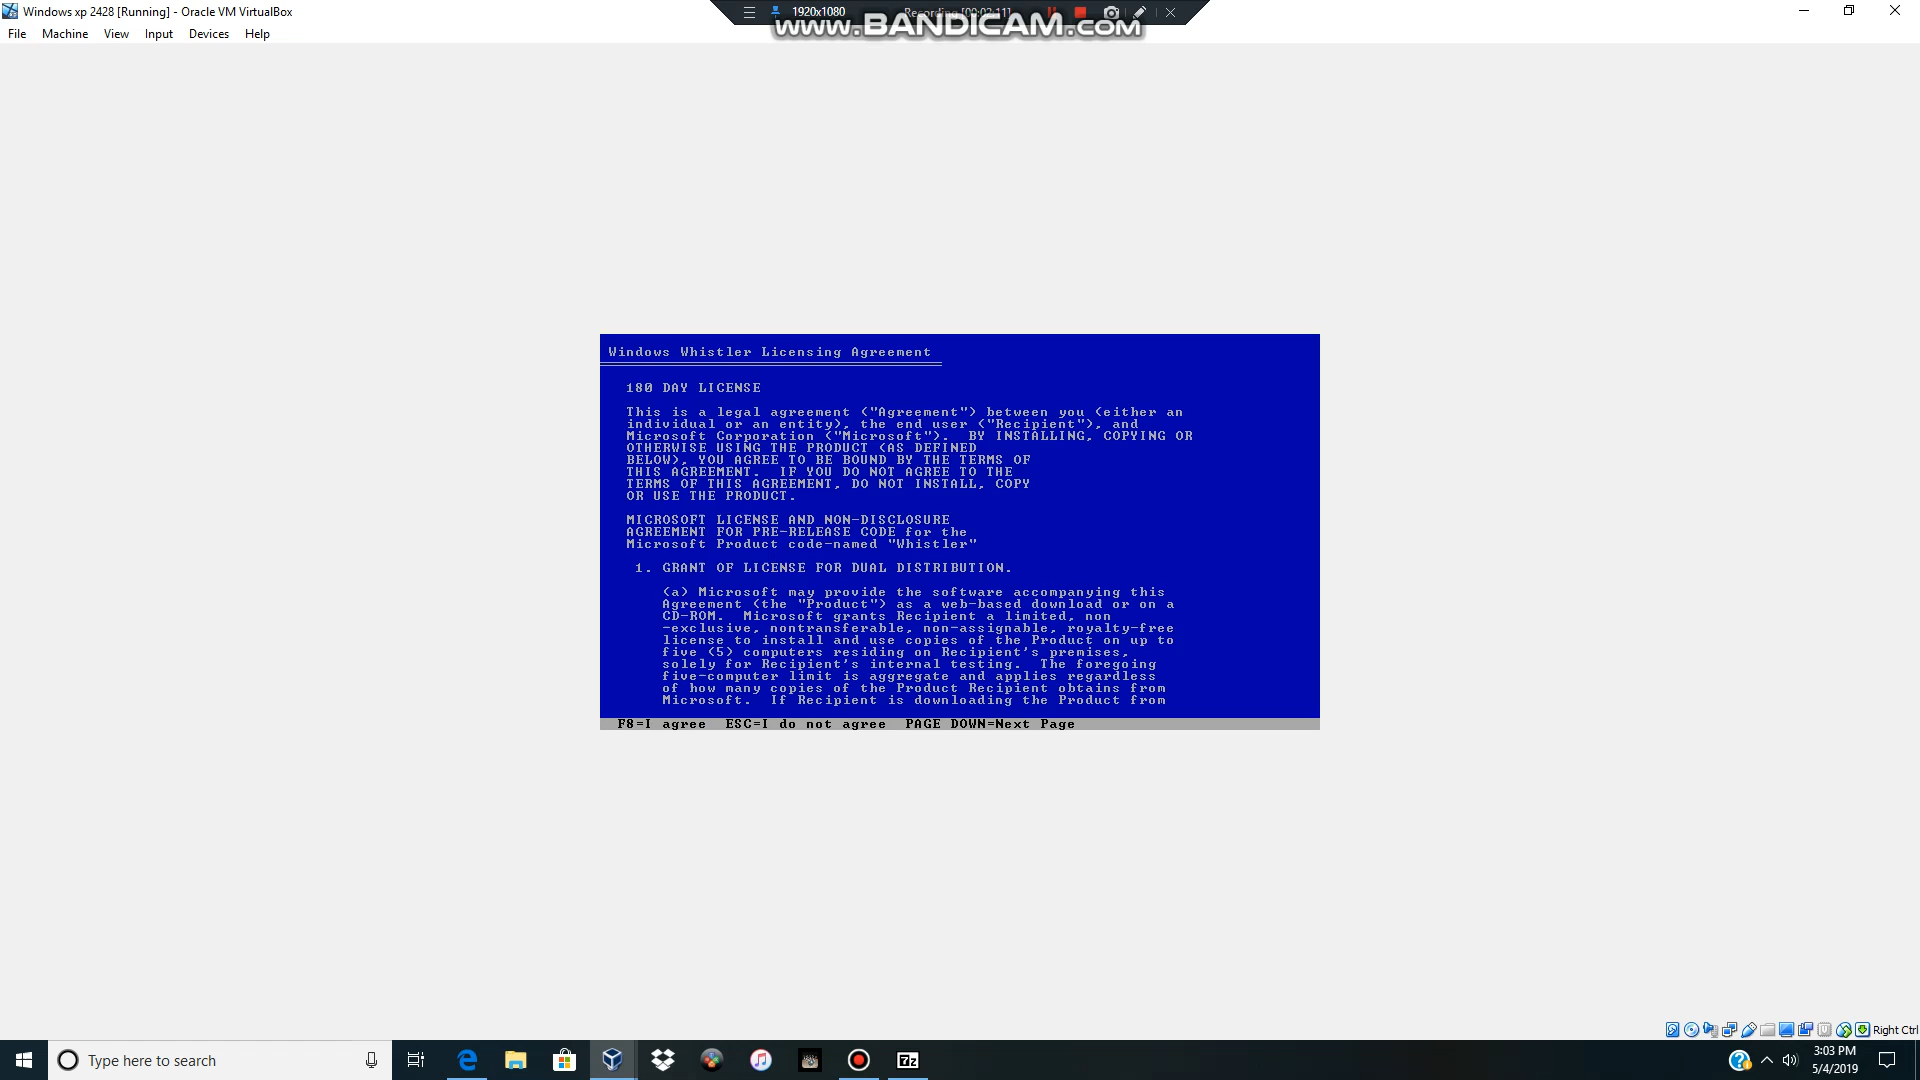 Windows xp 2428 [Running] - Oracle VM VirtualBox
1920x1080
Recording [00:02:11]
www.BANDICAM.com
File Machine View Input Devices Help
Windows Whistler Licensing Agreement
180 DAY LICENSE
This is a legal agreement ("Agreement") between you (either an
individual or an entity), the end user ("Recipient"), and
Microsoft Corporation ("Microsoft"). BY INSTALLING, COPYING OR
OTHERWISE USING THE PRODUCT (AS DEFINED
BELOW), YOU AGREE TO BE BOUND BY THE TERMS OF
THIS AGREEMENT. IF YOU DO NOT AGREE TO THE
TERMS OF THIS AGREEMENT, DO NOT INSTALL, COPY
OR USE THE PRODUCT.
MICROSOFT LICENSE AND NON-DISCLOSURE
AGREEMENT FOR PRE-RELEASE CODE for the
Microsoft Product code-named "Whistler"
1. GRANT OF LICENSE FOR DUAL DISTRIBUTION.
(a) Microsoft may provide the software accompanying this
Agreement (the "Product") as a web-based download or on a
CD-ROM. Microsoft grants Recipient a limited, non
-exclusive, nontransferable, non-assignable, royalty-free
license to install and use copies of the Product on up to
five (5) computers residing on Recipient's premises,
solely for Recipient's internal testing. The foregoing
five-computer limit is aggregate and applies regardless
of how many copies of the Product Recipient obtains from
Microsoft. If Recipient is downloading the Product from
F8=I agree ESC=I do not agree PAGE DOWN=Next Page
Right Ctrl
Type here to search
7z
3:03 PM
5/4/2019